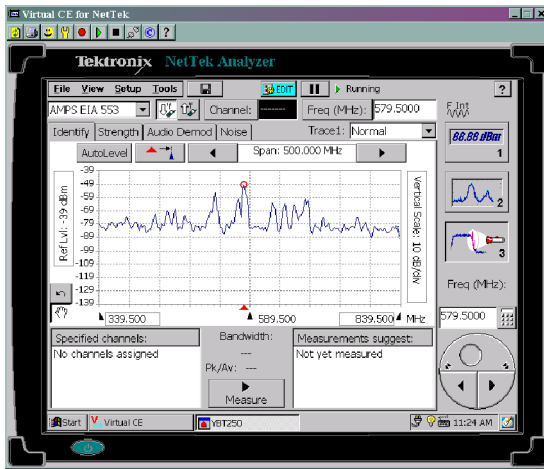 Virtual CE for NetTek
Tektronix NetTek Analyzer
File View Setup Tools EDIT Running ?
AMPS EIA 553 Channel: ------- Freq (MHz): 579.5000 F Int
Identify Strength Audio Demod Noise Trace1: Normal
AutoLevel Span: 500.000 MHz
88.88 dBm
1
2
3
Ref Lvl: -39 dBm
-39
-49
-59
-69
-79
-89
-99
-109
-119
-129
-139
Vertical Scale: 10 dB/div
Freq (MHz):
579.5000
339.500 589.500 839.500 MHz
Specified channels:
No channels assigned
Bandwidth:
---
Pk/Av: ---
Measure
Measurements suggest:
Not yet measured
Start Virtual CE YBT250 11:24 AM